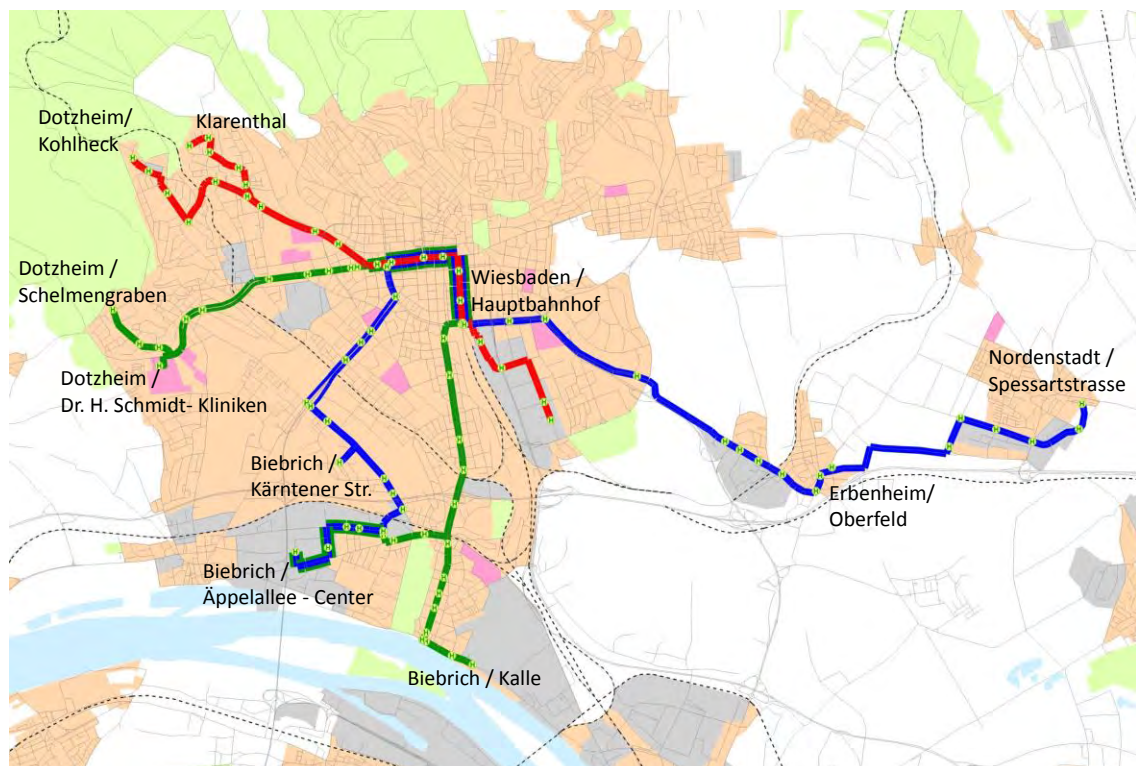 Dotzheim/
Kohlheck
Klarenthal
Dotzheim /
Schelmengraben
Wiesbaden /
Hauptbahnhof
Nordenstadt /
Spessartstrasse
Dotzheim /
Dr. H. Schmidt- Kliniken
Biebrich /
Kärntener Str.
Erbenheim/
Oberfeld
Biebrich /
Äppelallee - Center
Biebrich / Kalle